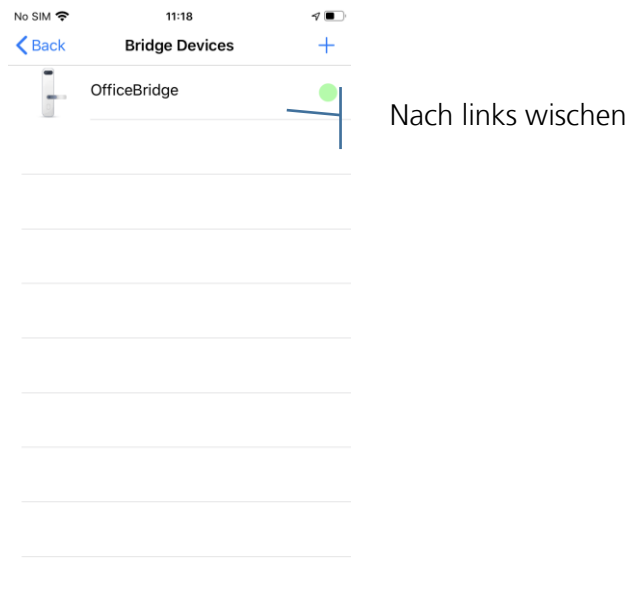 No SIM 11:18
Back Bridge Devices +
OfficeBridge
Nach links wischen